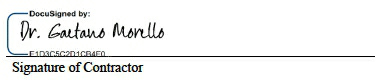 DocuSigned by:
Dr. Gaetano Morello
E1D3C5C2D1CB4E0...
Signature of Contractor